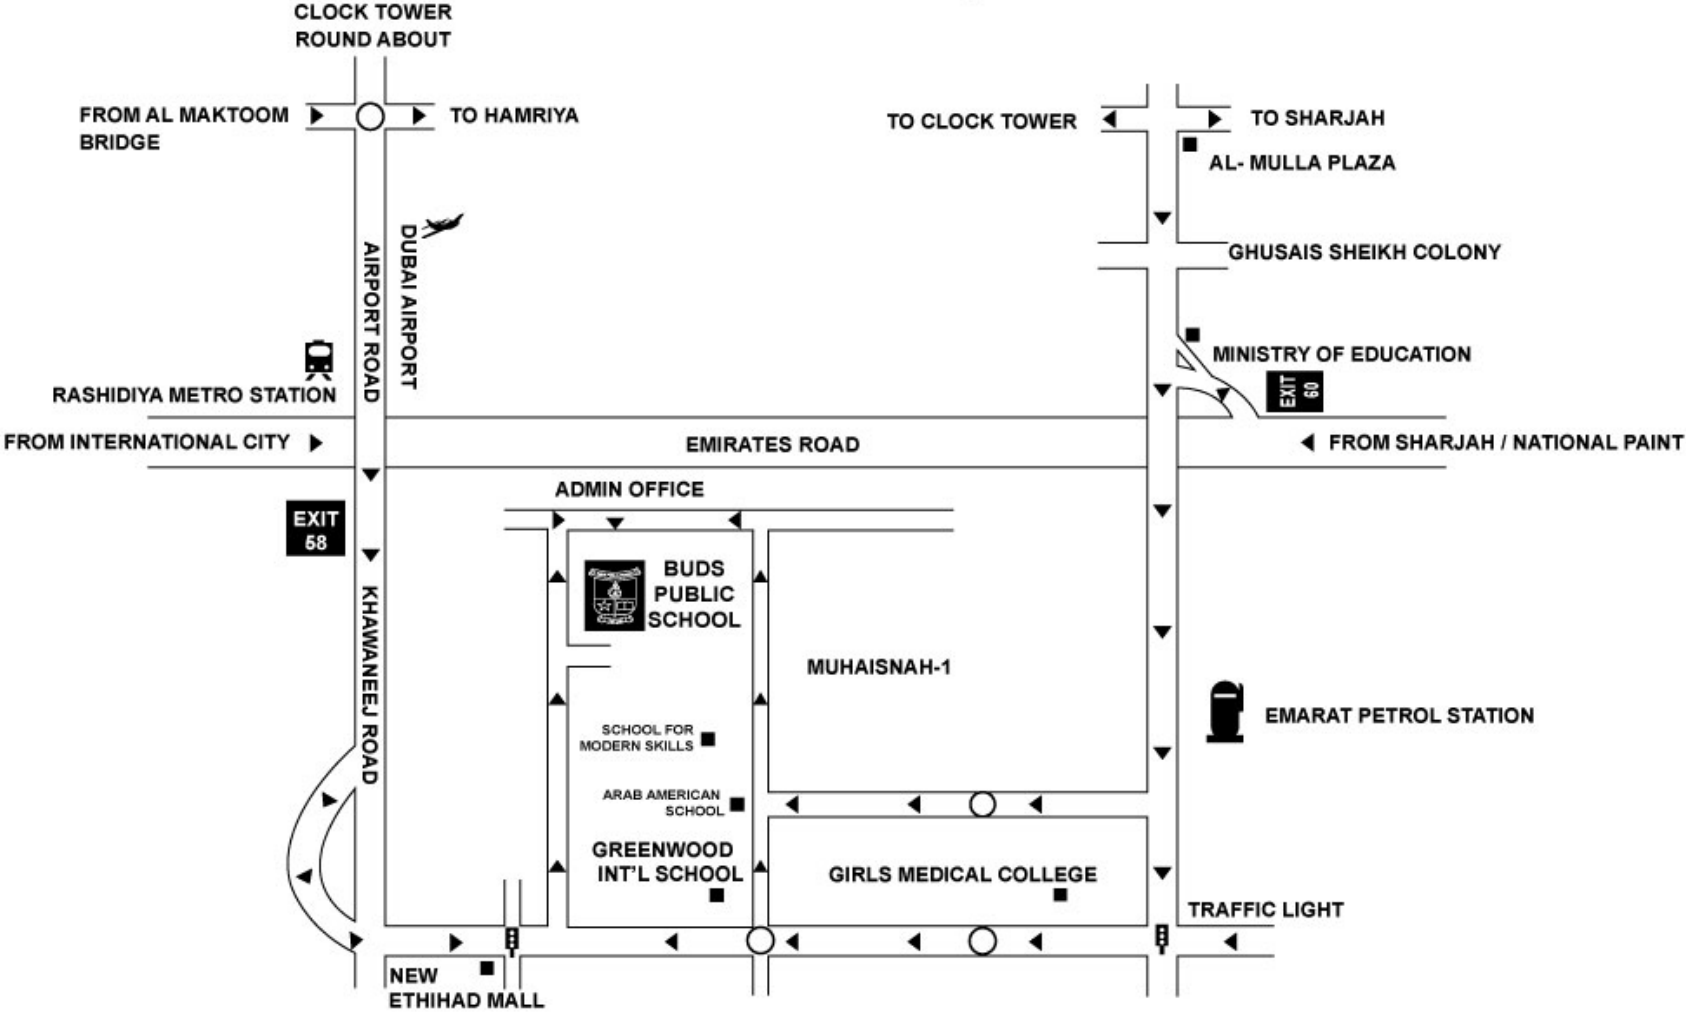 CLOCK TOWER
ROUND ABOUT
FROM AL MAKTOOM
BRIDGE
TO HAMRIYA
TO CLOCK TOWER
TO SHARJAH
AL- MULLA PLAZA
DUBAI AIRPORT
AIRPORT ROAD
GHUSAIS SHEIKH COLONY
MINISTRY OF EDUCATION
EXIT
60
RASHIDIYA METRO STATION
FROM INTERNATIONAL CITY
EMIRATES ROAD
FROM SHARJAH / NATIONAL PAINT
ADMIN OFFICE
EXIT
58
BUDS
PUBLIC
SCHOOL
KHAWANEEJ ROAD
MUHAISNAH-1
EMARAT PETROL STATION
SCHOOL FOR
MODERN SKILLS
ARAB AMERICAN
SCHOOL
GREENWOOD
INT'L SCHOOL
GIRLS MEDICAL COLLEGE
TRAFFIC LIGHT
NEW
ETHIHAD MALL